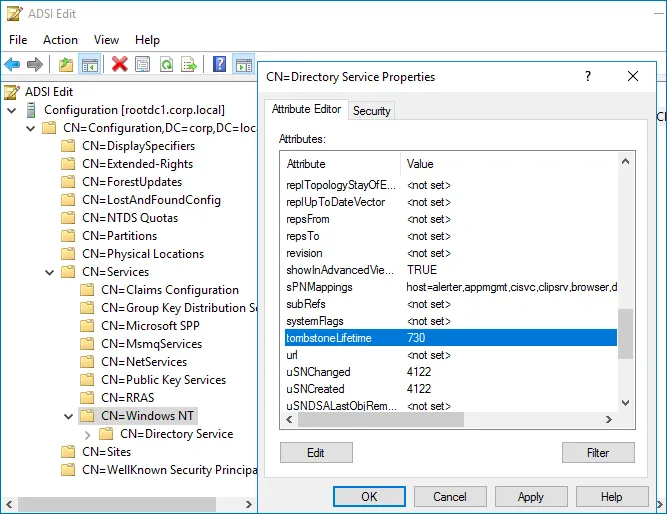 ADSI Edit
File Action View Help
ADSI Edit
Configuration [rootdc1.corp.local]
CN=Configuration,DC=corp,DC=loc
CN=DisplaySpecifiers
CN=Extended-Rights
CN=ForestUpdates
CN=LostAndFoundConfig
CN=NTDS Quotas
CN=Partitions
CN=Physical Locations
CN=Services
CN=Claims Configuration
CN=Group Key Distribution Se
CN=Microsoft SPP
CN=MsmqServices
CN=NetServices
CN=Public Key Services
CN=RRAS
CN=Windows NT
CN=Directory Service
CN=Sites
CN=WellKnown Security Principa
CN=Directory Service Properties
Attribute Editor Security
Attributes:
Attribute Value
replTopologyStayOfE... <not set>
replUpToDateVector <not set>
repsFrom <not set>
repsTo <not set>
revision <not set>
showInAdvancedVie... TRUE
sPNMappings host=alerter,appmgmt,cisvc,clipsrv,browser,d
subRefs <not set>
systemFlags <not set>
tombstoneLifetime 730
url <not set>
uSNChanged 4122
uSNCreated 4122
uSNDSALastObjRem... <not set>
Edit Filter
OK Cancel Apply Help